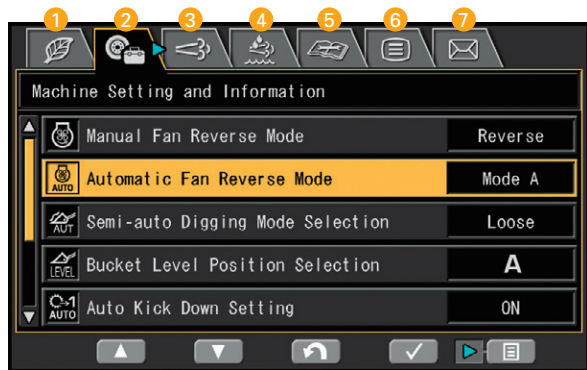 1 2 3 4 5 6 7
Machine Setting and Information
Manual Fan Reverse Mode Reverse
AUTO Automatic Fan Reverse Mode Mode A
AUT Semi-auto Digging Mode Selection Loose
LEVEL Bucket Level Position Selection A
1 AUTO Auto Kick Down Setting ON